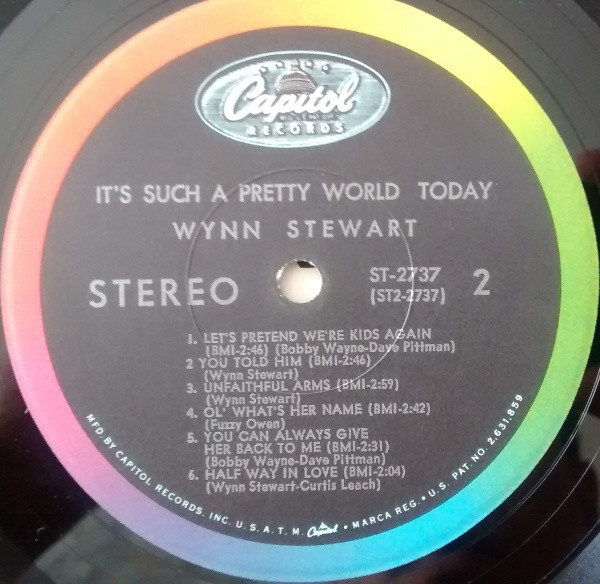 Capitol
RECORDS
IT'S SUCH A PRETTY WORLD TODAY
WYNN STEWART
STEREO
ST-2737
(ST2-2737)
2
1. LET'S PRETEND WE'RE KIDS AGAIN
(BMI-2:46) (Bobby Wayne-Dave Pittman)
2 YOU TOLD HIM (BMI-2:46)
(Wynn Stewart)
3. UNFAITHFUL ARMS (BMI-2:59)
(Wynn Stewart)
4. OL' WHAT'S HER NAME (BMI-2:42)
(Fuzzy Owen)
5. YOU CAN ALWAYS GIVE
HER BACK TO ME (BMI-2:31)
(Bobby Wayne-Dave Pittman)
6. HALF WAY IN LOVE (BMI-2:04)
(Wynn Stewart-Curtis Leach)
MFD. BY CAPITOL RECORDS, INC. U.S.A. T.M. Capitol • MARCA REG. • U.S. PAT. NO. 2,631,859